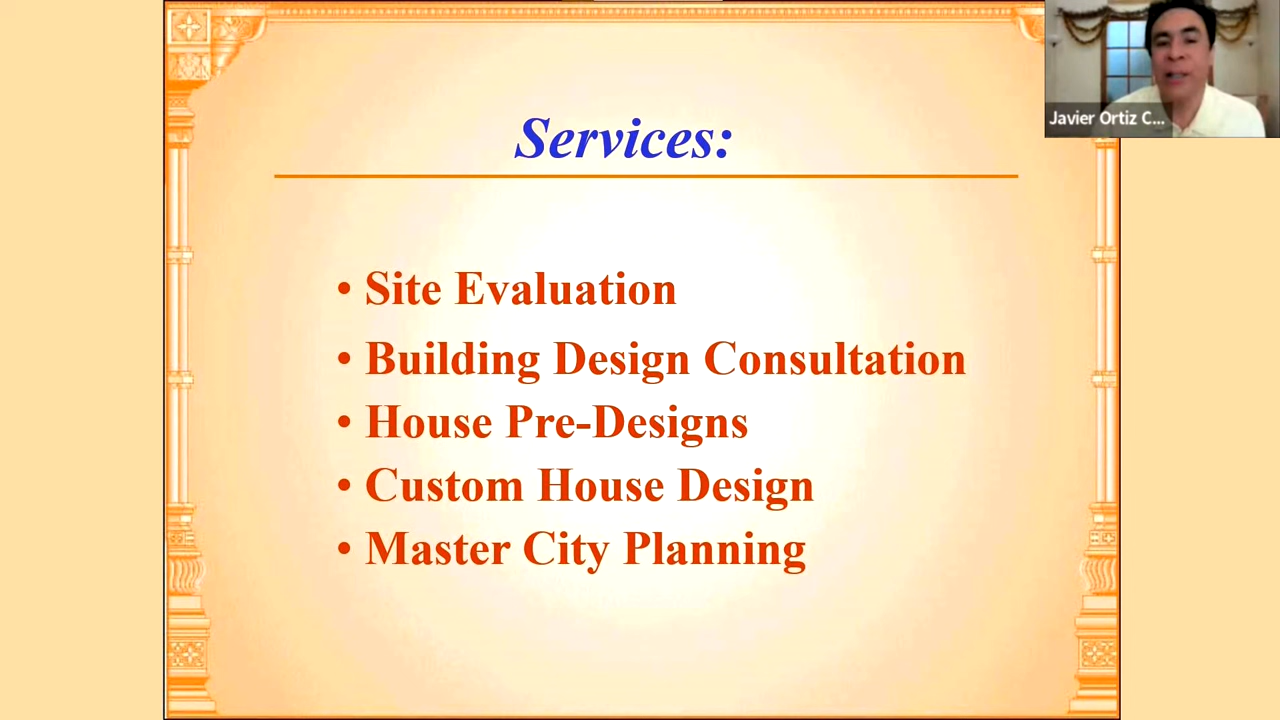 Services:
• Site Evaluation
• Building Design Consultation
• House Pre-Designs
• Custom House Design
• Master City Planning
Javier Ortiz C...